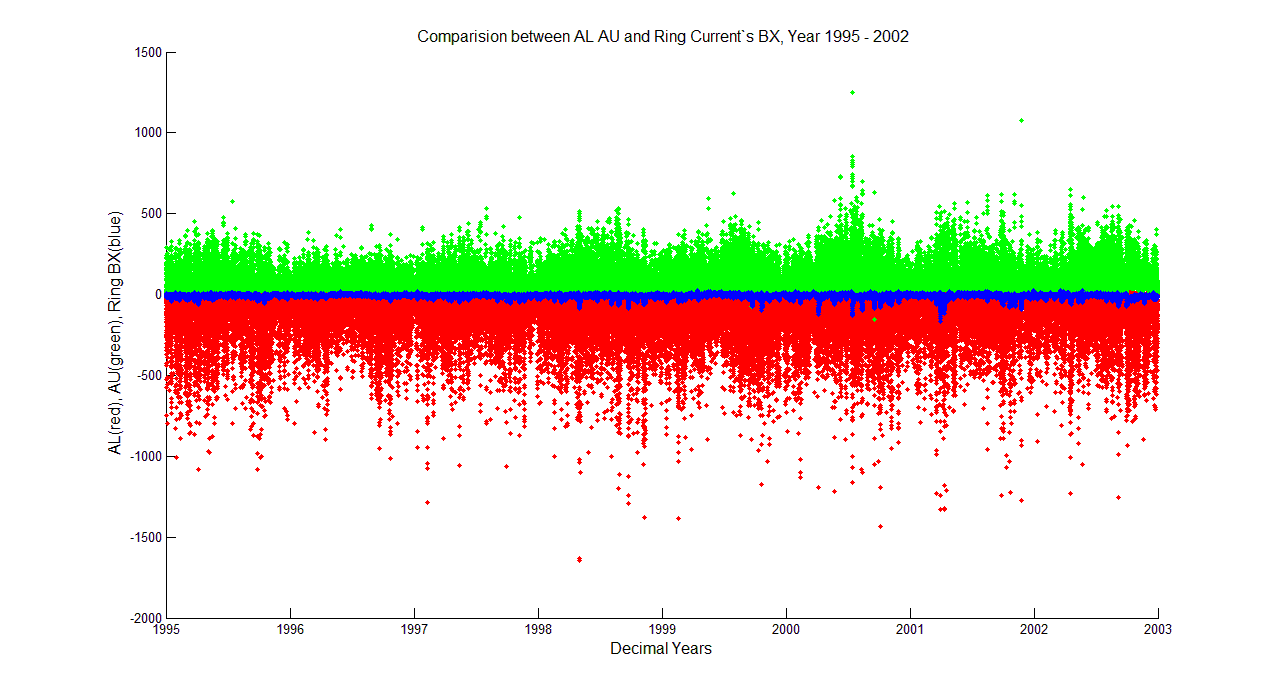 Comparision between AL AU and Ring Current`s BX, Year 1995 - 2002
1500
1000
500
0
-500
-1000
-1500
-2000
AL(red), AU(green), Ring BX(blue)
1995 1996 1997 1998 1999 2000 2001 2002 2003
Decimal Years